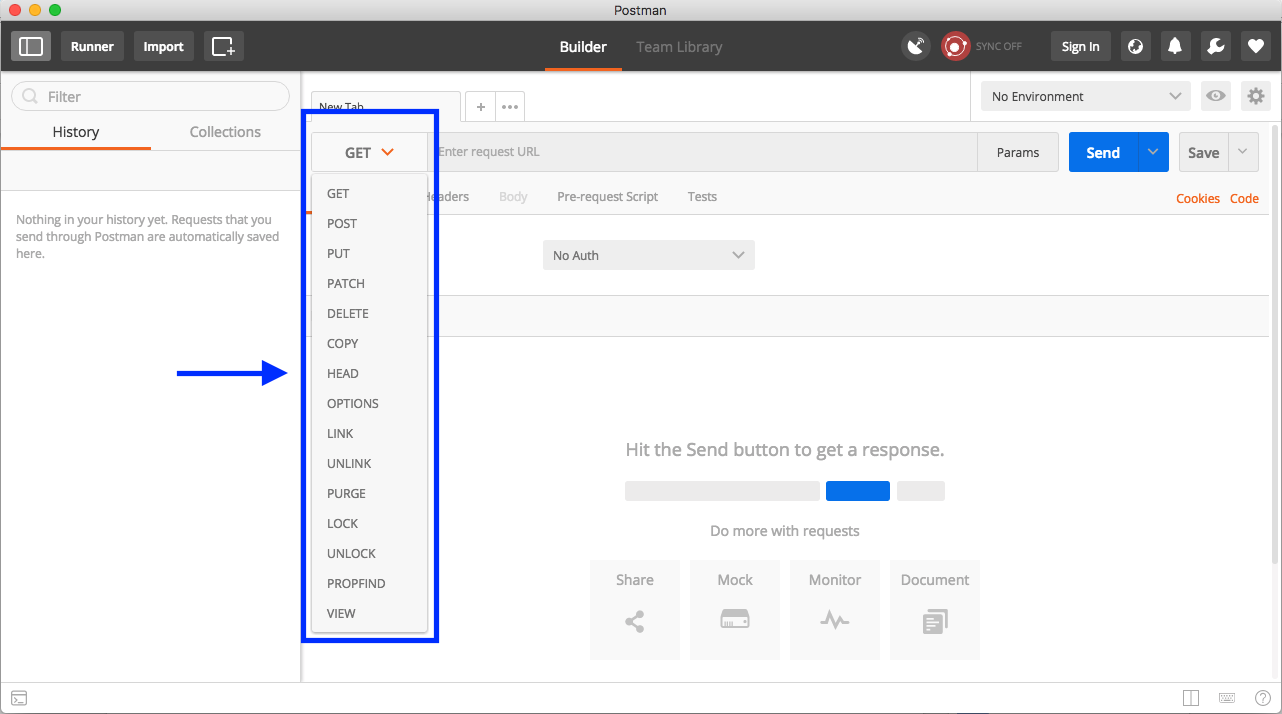 Postman
Runner
Import
Builder
Team Library
SYNC OFF
Sign In
Filter
History
Collections
Nothing in your history yet. Requests that you
send through Postman are automatically saved
here.
New Tab
+
No Environment
GET
Enter request URL
Params
Send
Save
Headers
Body
Pre-request Script
Tests
Cookies
Code
No Auth
GET
POST
PUT
PATCH
DELETE
COPY
HEAD
OPTIONS
LINK
UNLINK
PURGE
LOCK
UNLOCK
PROPFIND
VIEW
Hit the Send button to get a response.
Do more with requests
Share
Mock
Monitor
Document